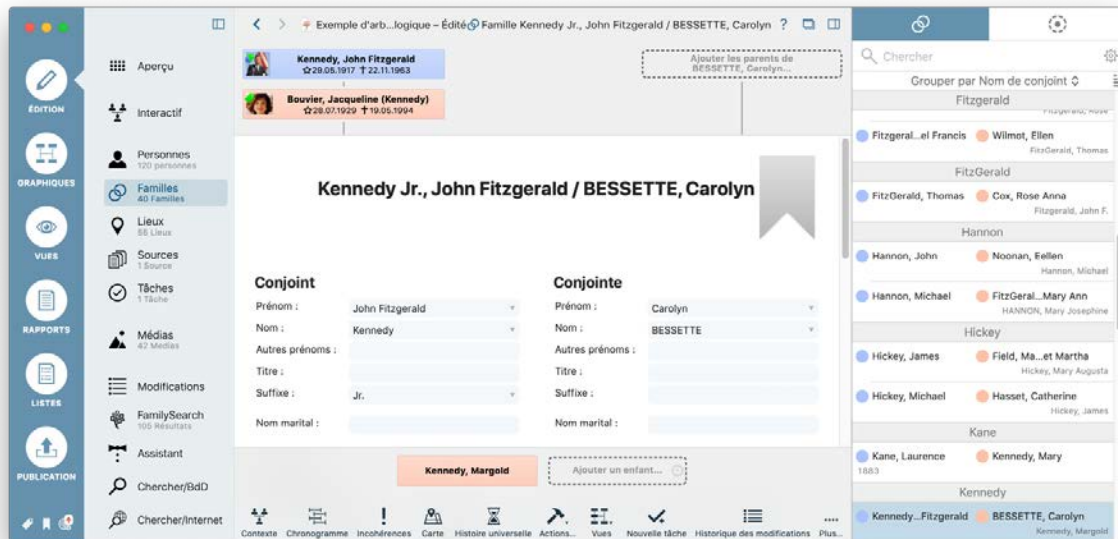 Exemple d'arb...logique – Édité
Famille Kennedy Jr., John Fitzgerald / BESSETTE, Carolyn
?
ÉDITION
GRAPHIQUES
VUES
RAPPORTS
LISTES
PUBLICATION
Aperçu
Interactif
Personnes
120 personnes
Familles
40 Familles
Lieux
Sources
1 Source
Tâches
1 Tâche
Médias
42 Medias
Modifications
FamilySearch
105 Résultats
Assistant
Chercher/BdD
Chercher/Internet
Kennedy, John Fitzgerald
☆29.05.1917 †22.11.1963
Bouvier, Jacqueline (Kennedy)
☆28.07.1929 †19.05.1994
Ajouter les parents de
BESSETTE, Carolyn...
Kennedy Jr., John Fitzgerald / BESSETTE, Carolyn
Conjoint
Prénom : John Fitzgerald
Nom : Kennedy
Autres prénoms :
Titre :
Suffixe : Jr.
Nom marital :
Conjointe
Prénom : Carolyn
Nom : BESSETTE
Autres prénoms :
Titre :
Suffixe :
Nom marital :
Kennedy, Margold
Ajouter un enfant...
Contexte
Chronogramme
Incohérences
Carte
Histoire universelle
Actions...
Vues
Nouvelle tâche
Historique des modifications
Plus...
Chercher
Grouper par Nom de conjoint
Fitzgerald
Fitzgerald, Rose
Fitzgeral...el Francis Wilmot, Ellen
FitzGerald, Thomas
FitzGerald
FitzGerald, Thomas Cox, Rose Anna
Fitzgerald, John F.
Hannon
Hannon, John Noonan, Eellen
Hannon, Michael
Hannon, Michael FitzGeral...Mary Ann
HANNON, Mary Josephine
Hickey
Hickey, James Field, Ma...et Martha
Hickey, Mary Augusta
Hickey, Michael Hasset, Catherine
Hickey, James
Kane
Kane, Laurence Kennedy, Mary
1883
Kennedy
Kennedy...Fitzgerald BESSETTE, Carolyn
Kennedy, Margold